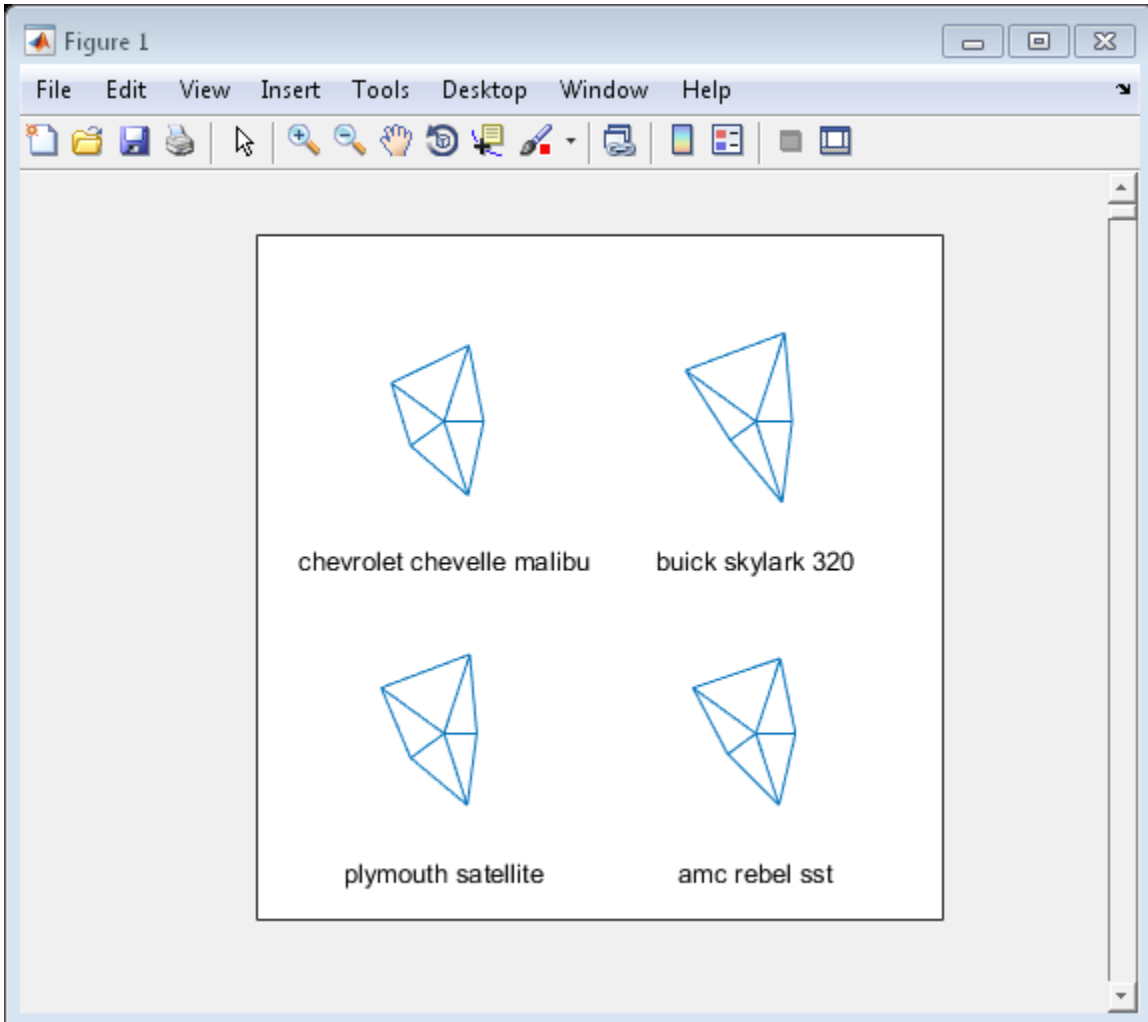 Figure 1
File Edit View Insert Tools Desktop Window Help
chevrolet chevelle malibu buick skylark 320
plymouth satellite amc rebel sst